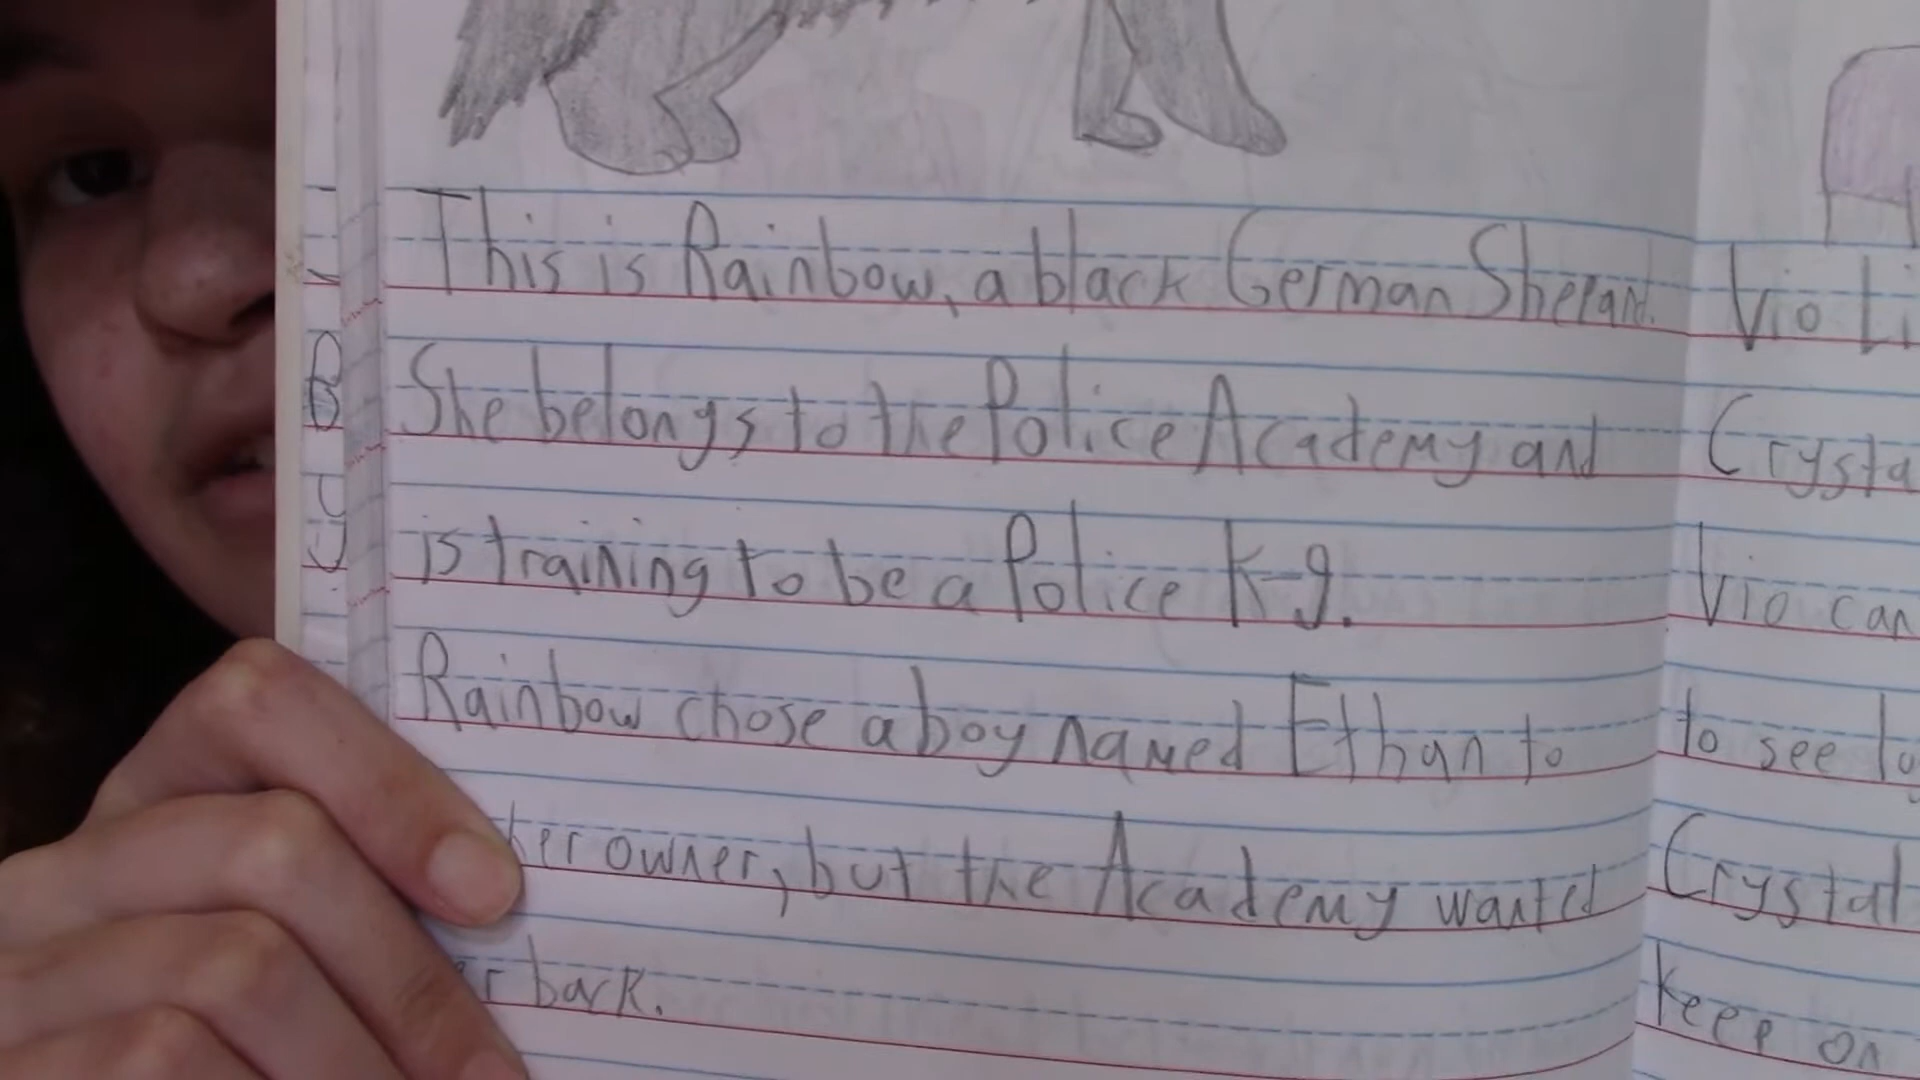 This is Rainbow, a black German Shepard.
She belongs to the Police Academy and
is training to be a Police K-9.
Rainbow chose a boy named Ethan to
her owner, but the Academy wanted
back.
Vio
Crysta
Vio can
to see
Crystal
keep on